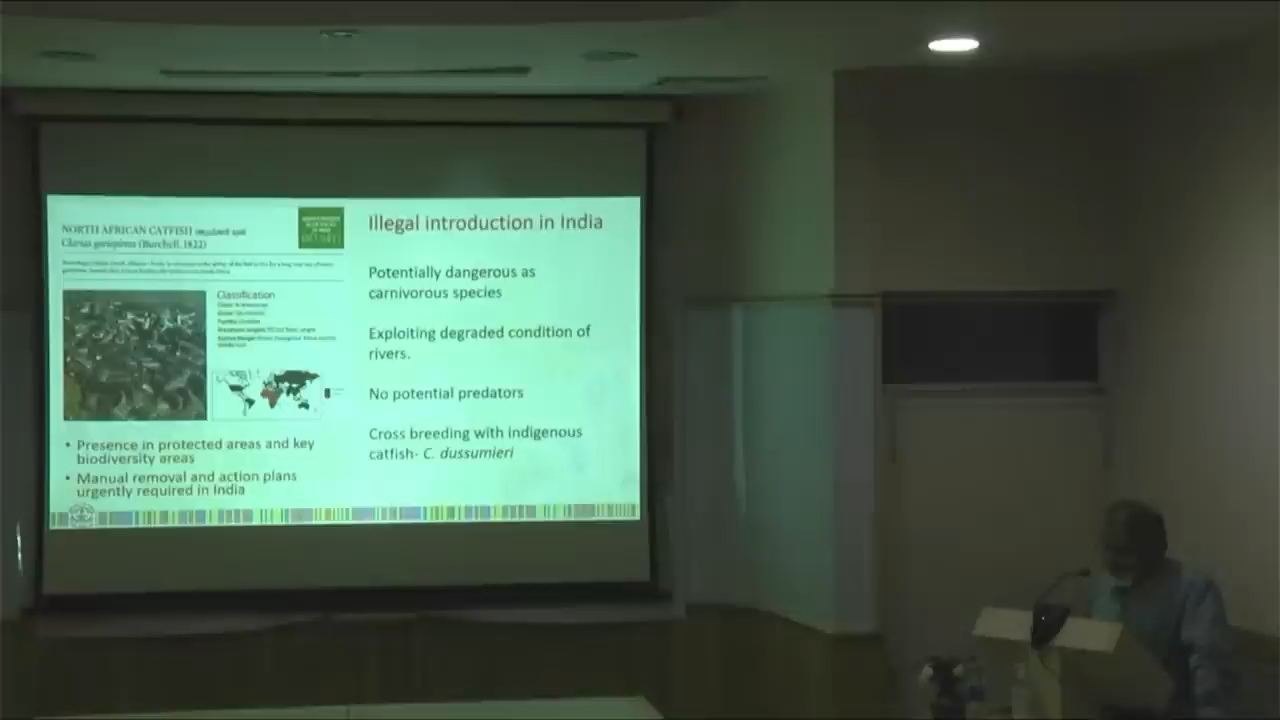 NORTH AFRICAN CATFISH
Clarias gariepinus (Burchell, 1822)
Classification
• Presence in protected areas and key
biodiversity areas
• Manual removal and action plans
urgently required in India
Illegal introduction in India
Potentially dangerous as
carnivorous species
Exploiting degraded condition of
rivers.
No potential predators
Cross breeding with indigenous
catfish- C. dussumieri